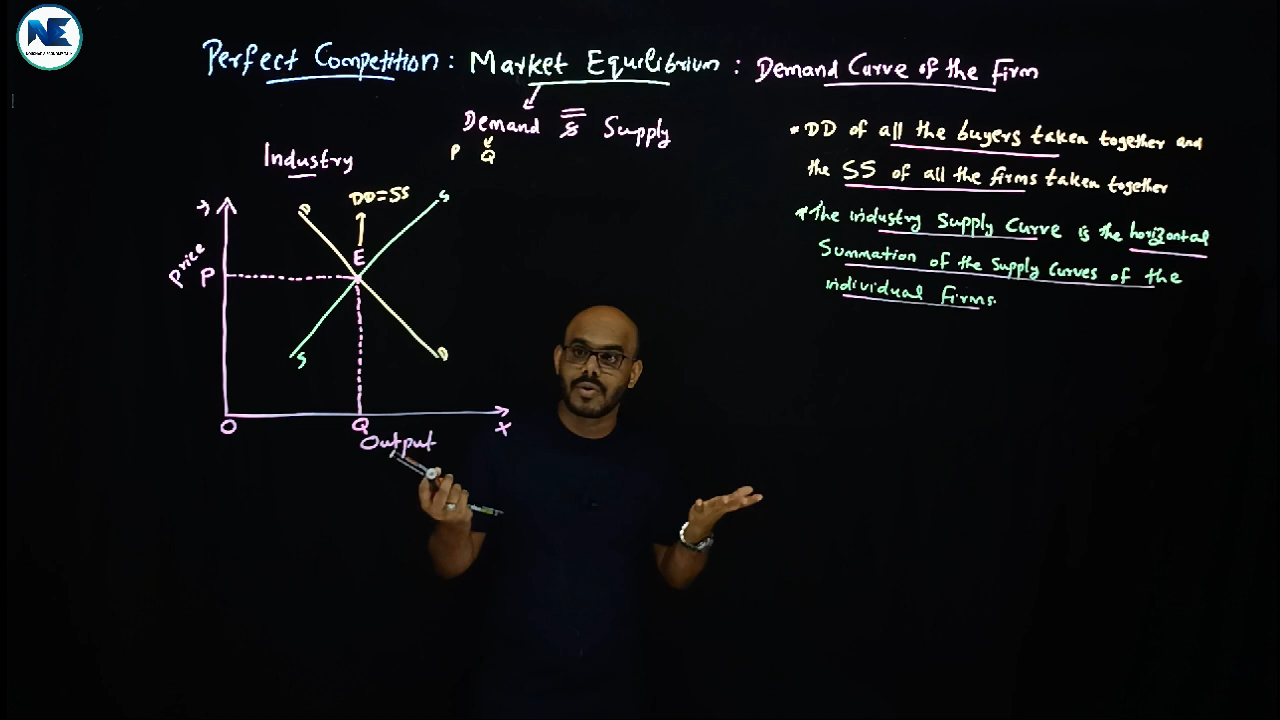 NE
Perfect Competition : Market Equilibrium : Demand Curve of the Firm
Demand & Supply
P Q
Industry
DD=SS
D
S
E
Price
P
S
D
O
Q
X
Output
* DD of all the buyers taken together and
the SS of all the firms taken together
* The industry Supply Curve is the horizontal
Summation of the Supply Curves of the
individual firms.